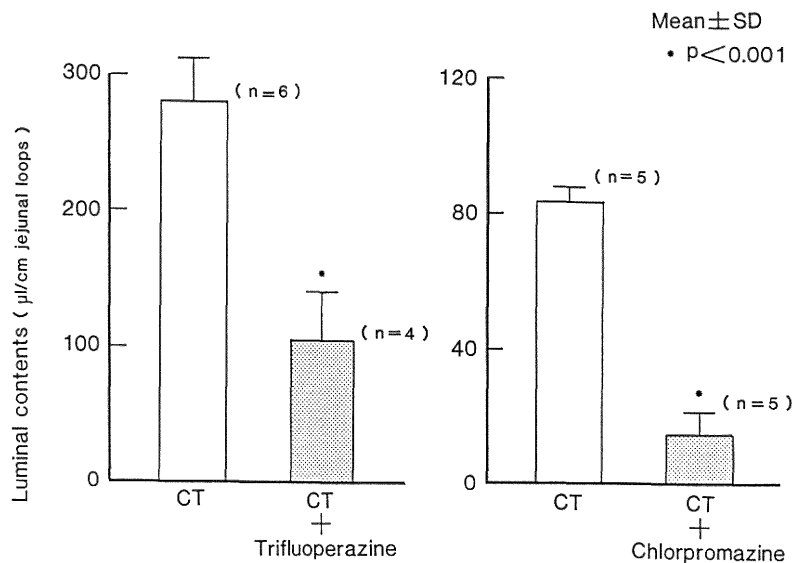 Mean±SD
• p<0.001
Luminal contents ( μl/cm jejunal loops )
300
200
100
0
( n=6 )
( n=4 )
CT
CT
+
Trifluoperazine
120
80
40
0
( n=5 )
( n=5 )
CT
CT
+
Chlorpromazine